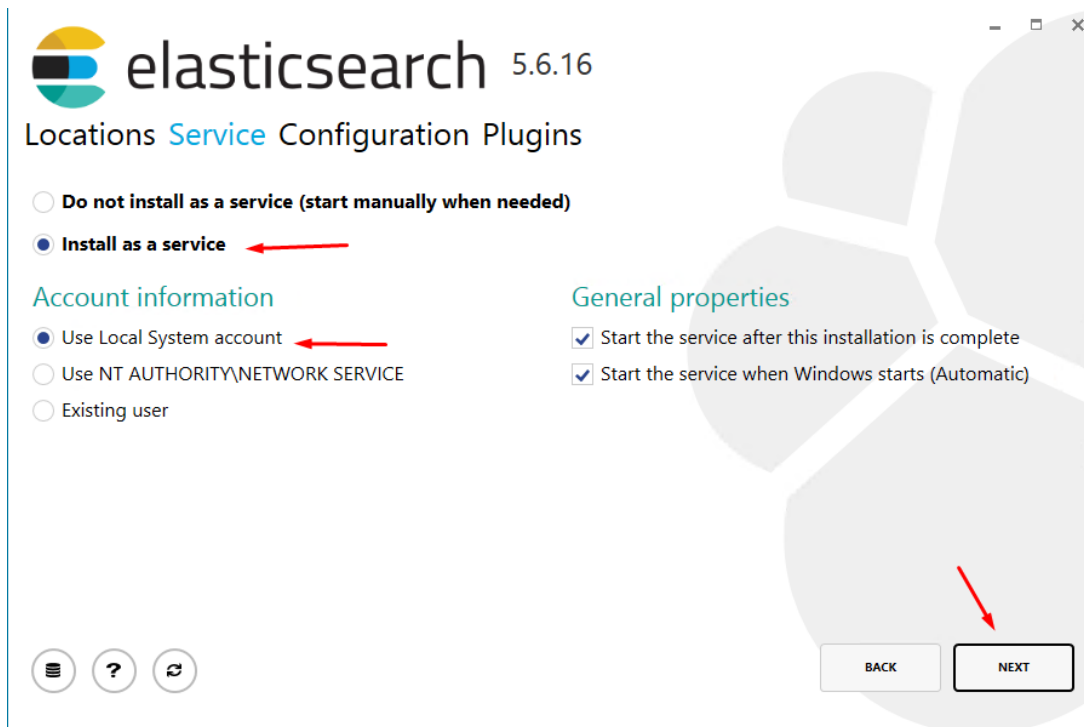 elasticsearch 5.6.16
Locations Service Configuration Plugins
Do not install as a service (start manually when needed)
Install as a service
Account information
Use Local System account
Use NT AUTHORITY\NETWORK SERVICE
Existing user
General properties
Start the service after this installation is complete
Start the service when Windows starts (Automatic)
?
BACK
NEXT